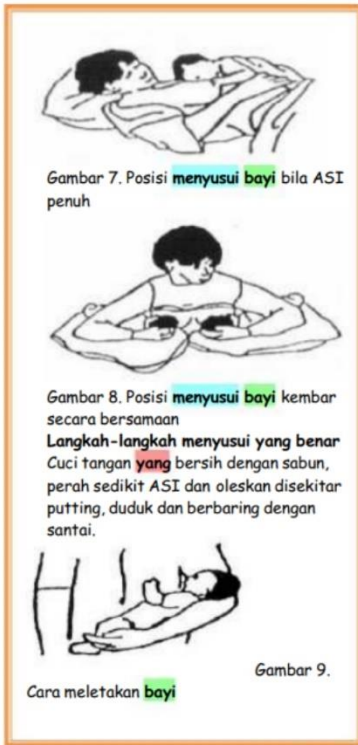 Gambar 7. Posisi menyusui bayi bila ASI
penuh
Gambar 8. Posisi menyusui bayi kembar
secara bersamaan
Langkah-langkah menyusui yang benar
Cuci tangan yang bersih dengan sabun,
perah sedikit ASI dan oleskan disekitar
putting, duduk dan berbaring dengan
santai.
Gambar 9.
Cara meletakan bayi